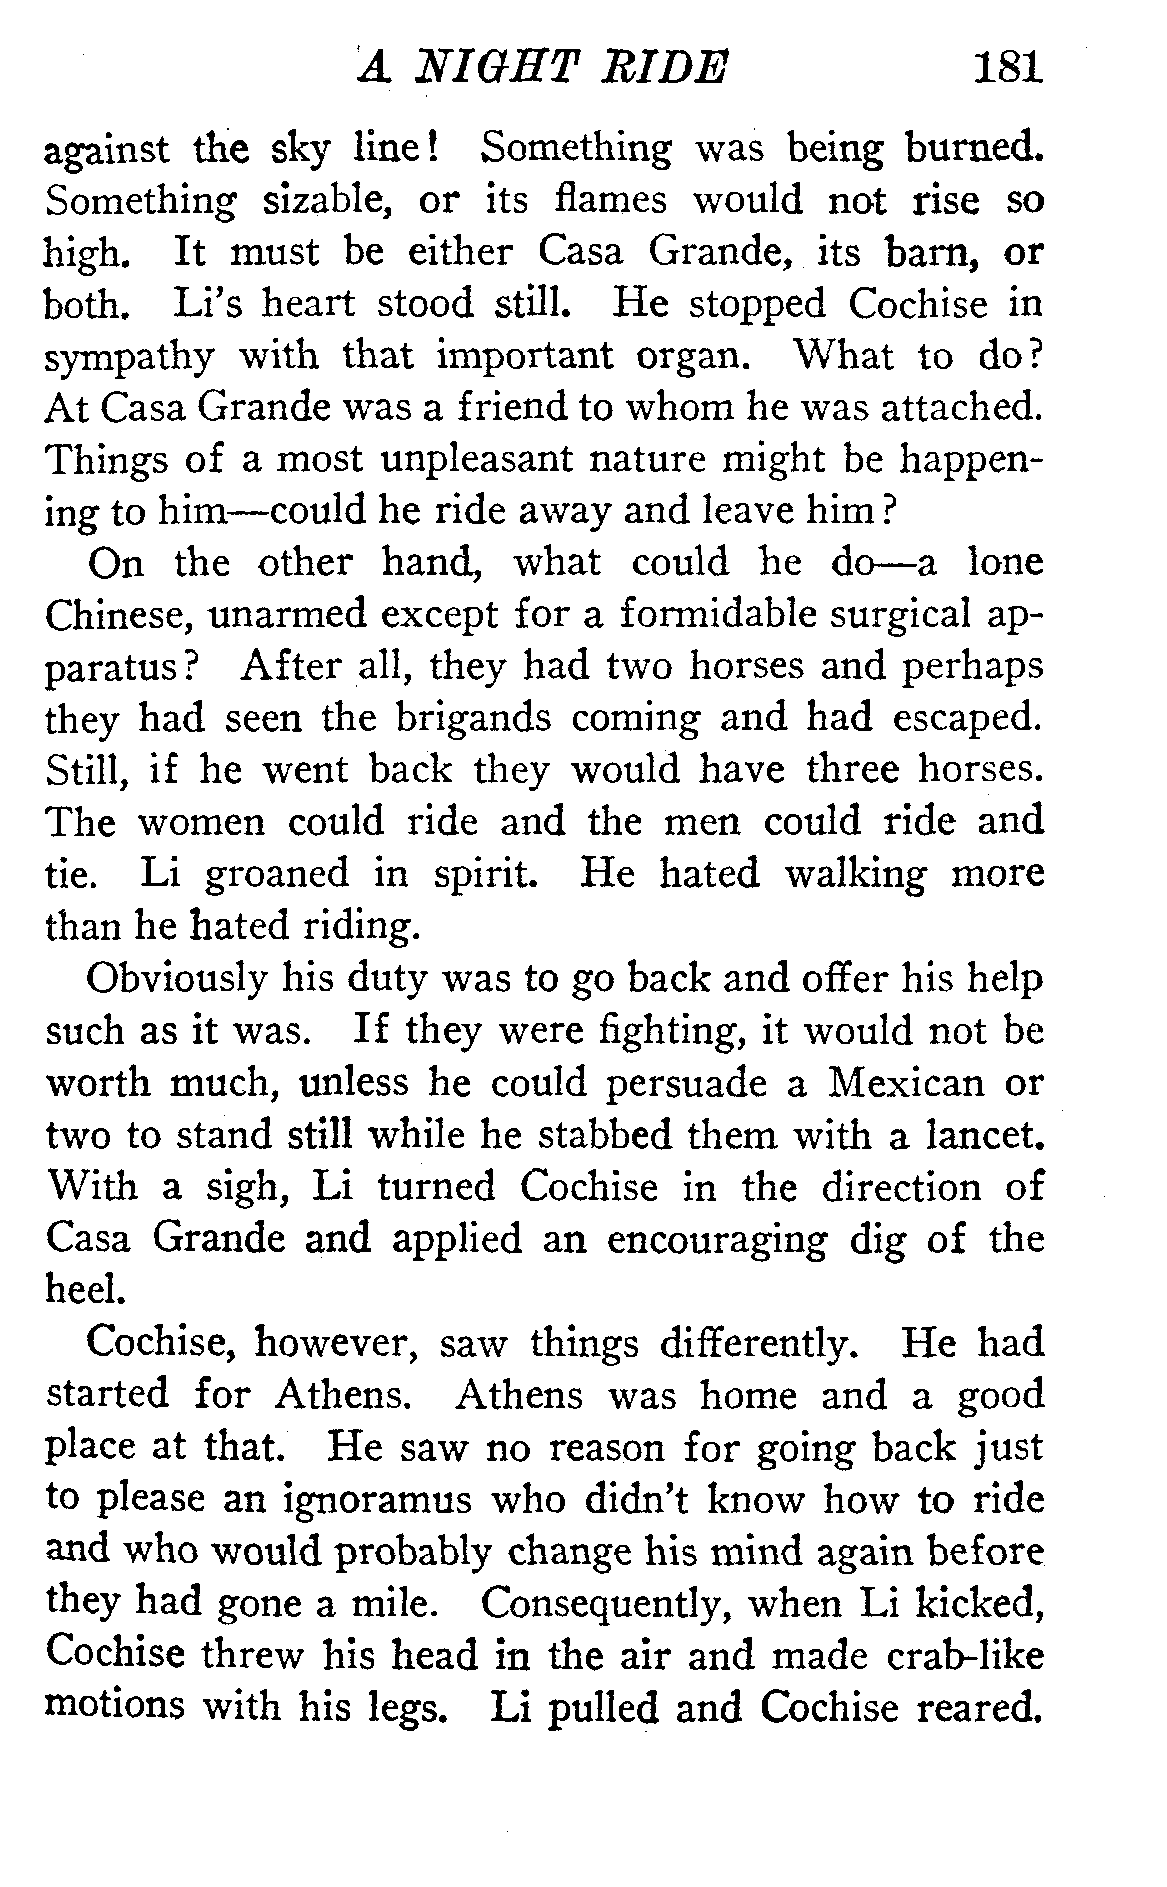 A NIGHT RIDE 181
against the sky line! Something was being burned.
Something sizable, or its flames would not rise so
high. It must be either Casa Grande, its barn, or
both. Li's heart stood still. He stopped Cochise in
sympathy with that important organ. What to do?
At Casa Grande was a friend to whom he was attached.
Things of a most unpleasant nature might be happen-
ing to him—could he ride away and leave him?
On the other hand, what could he do—a lone
Chinese, unarmed except for a formidable surgical ap-
paratus? After all, they had two horses and perhaps
they had seen the brigands coming and had escaped.
Still, if he went back they would have three horses.
The women could ride and the men could ride and
tie. Li groaned in spirit. He hated walking more
than he hated riding.
Obviously his duty was to go back and offer his help
such as it was. If they were fighting, it would not be
worth much, unless he could persuade a Mexican or
two to stand still while he stabbed them with a lancet.
With a sigh, Li turned Cochise in the direction of
Casa Grande and applied an encouraging dig of the
heel.
Cochise, however, saw things differently. He had
started for Athens. Athens was home and a good
place at that. He saw no reason for going back just
to please an ignoramus who didn't know how to ride
and who would probably change his mind again before
they had gone a mile. Consequently, when Li kicked,
Cochise threw his head in the air and made crab-like
motions with his legs. Li pulled and Cochise reared.